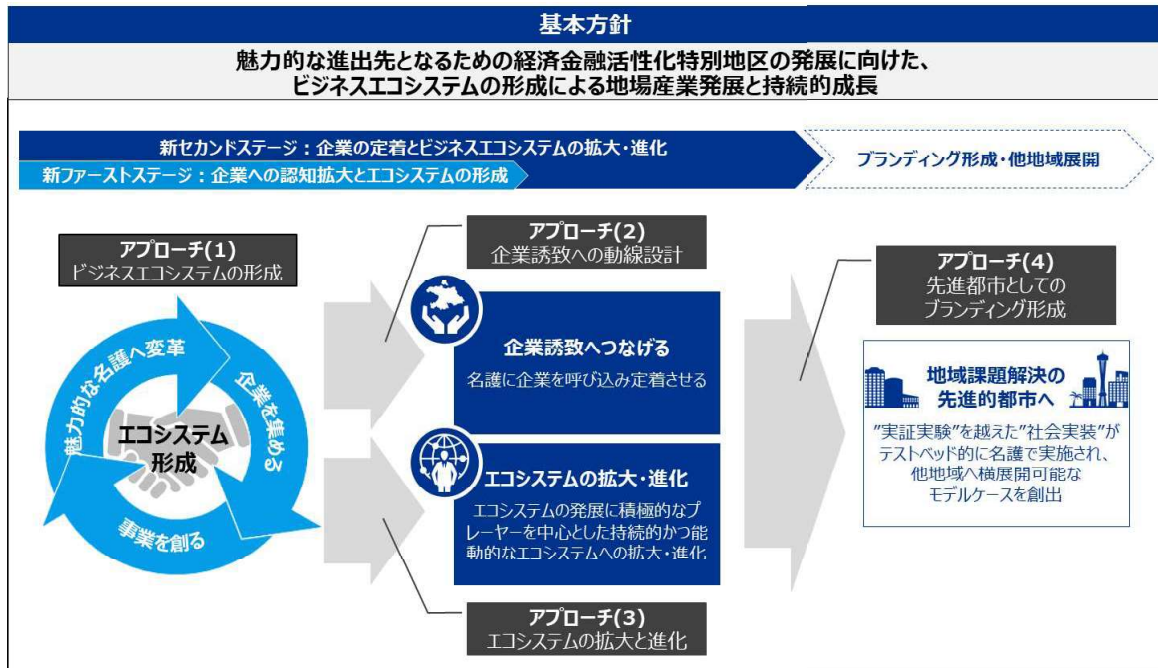 基本方針
魅力的な進出先となるための経済金融活性化特別地区の発展に向けた、
ビジネスエコシステムの形成による地場産業発展と持続的成長
新セカンドステージ：企業の定着とビジネスエコシステムの拡大・進化
新ファーストステージ：企業への認知拡大とエコシステムの形成
ブランディング形成・他地域展開
アプローチ(1)
ビジネスエコシステムの形成
魅力的な名護へ変革
企業を集める
事業を創る
エコシステム
形成
アプローチ(2)
企業誘致への動線設計
企業誘致へつなげる
名護に企業を呼び込み定着させる
エコシステムの拡大・進化
エコシステムの発展に積極的なプ
レーヤーを中心とした持続的かつ能
動的なエコシステムへの拡大・進化
アプローチ(3)
エコシステムの拡大と進化
アプローチ(4)
先進都市としての
ブランディング形成
地域課題解決の
先進的都市へ
”実証実験”を越えた”社会実装”が
テストベッド的に名護で実施され、
他地域へ横展開可能な
モデルケースを創出